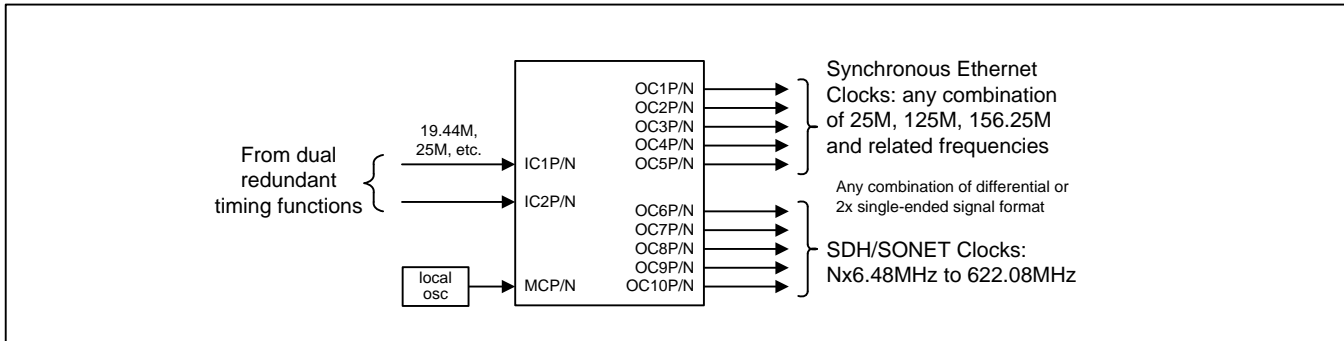 From dual
redundant
timing functions
19.44M,
25M, etc.
local
osc
IC1P/N
IC2P/N
MCP/N
OC1P/N
OC2P/N
OC3P/N
OC4P/N
OC5P/N
OC6P/N
OC7P/N
OC8P/N
OC9P/N
OC10P/N
Synchronous Ethernet
Clocks: any combination
of 25M, 125M, 156.25M
and related frequencies
Any combination of differential or
2x single-ended signal format
SDH/SONET Clocks:
Nx6.48MHz to 622.08MHz